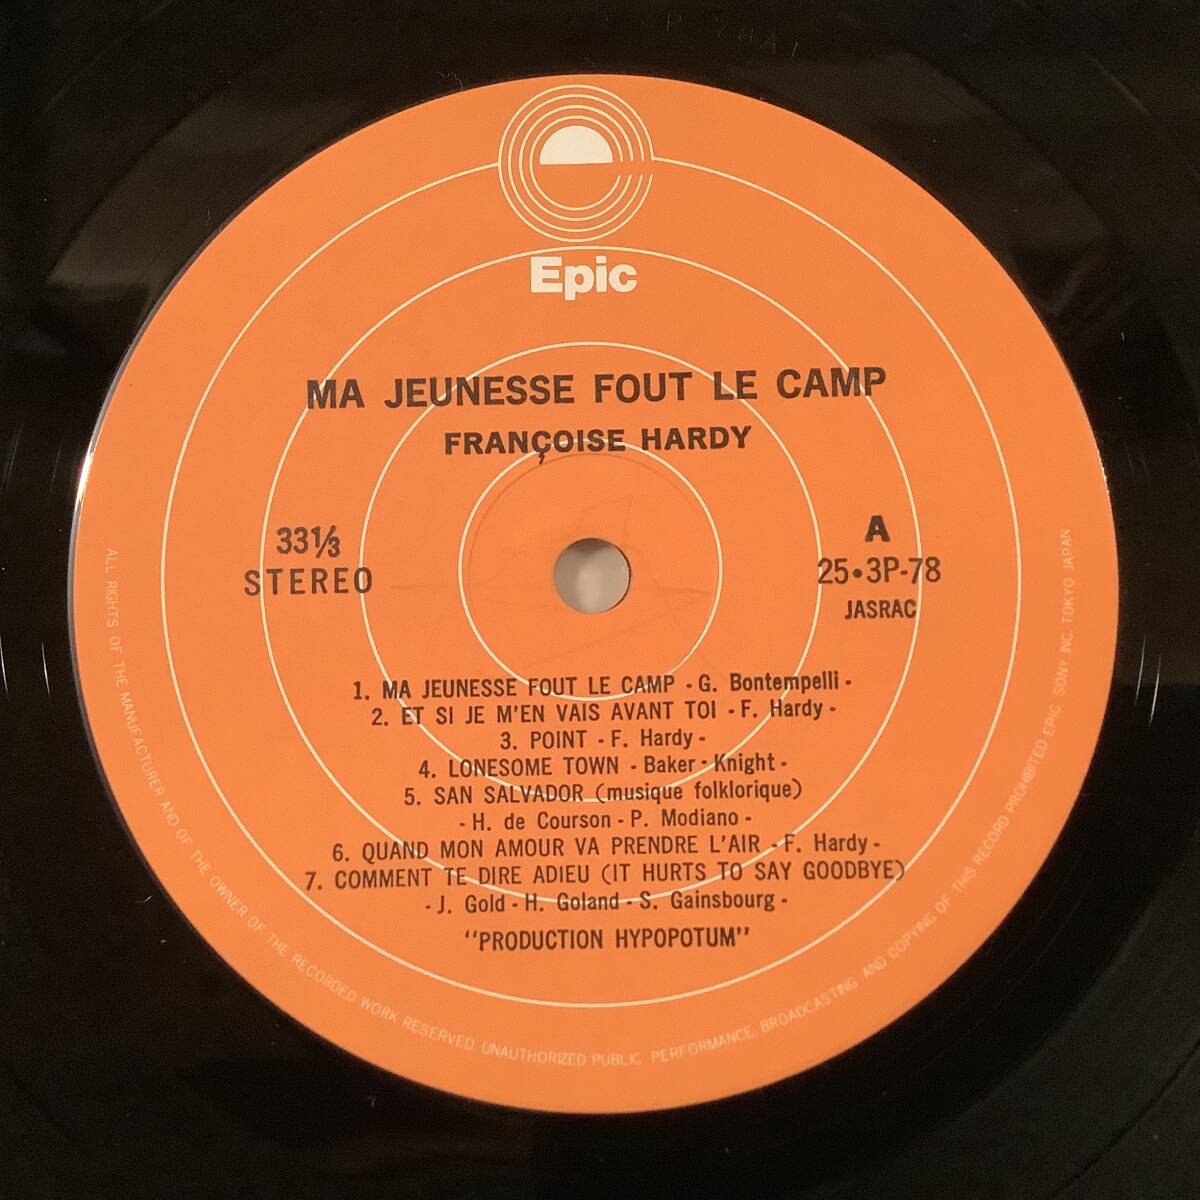 Epic
MA JEUNESSE FOUT LE CAMP
FRANÇOISE HARDY
33⅓
STEREO
A
25•3P-78
JASRAC
1. MA JEUNESSE FOUT LE CAMP - G. Bontempelli -
2. ET SI JE M'EN VAIS AVANT TOI - F. Hardy -
3. POINT - F. Hardy -
4. LONESOME TOWN - Baker - Knight -
5. SAN SALVADOR (musique folklorique)
- H. de Courson - P. Modiano -
6. QUAND MON AMOUR VA PRENDRE L'AIR - F. Hardy -
7. COMMENT TE DIRE ADIEU (IT HURTS TO SAY GOODBYE)
- J. Gold - H. Goland - S. Gainsbourg -
"PRODUCTION HYPOPOTUM"
ALL RIGHTS OF THE MANUFACTURER AND OF THE OWNER OF THE RECORDED WORK RESERVED. UNAUTHORIZED PUBLIC PERFORMANCE, BROADCASTING AND COPYING OF THIS RECORD PROHIBITED EPIC SONY INC. TOKYO JAPAN